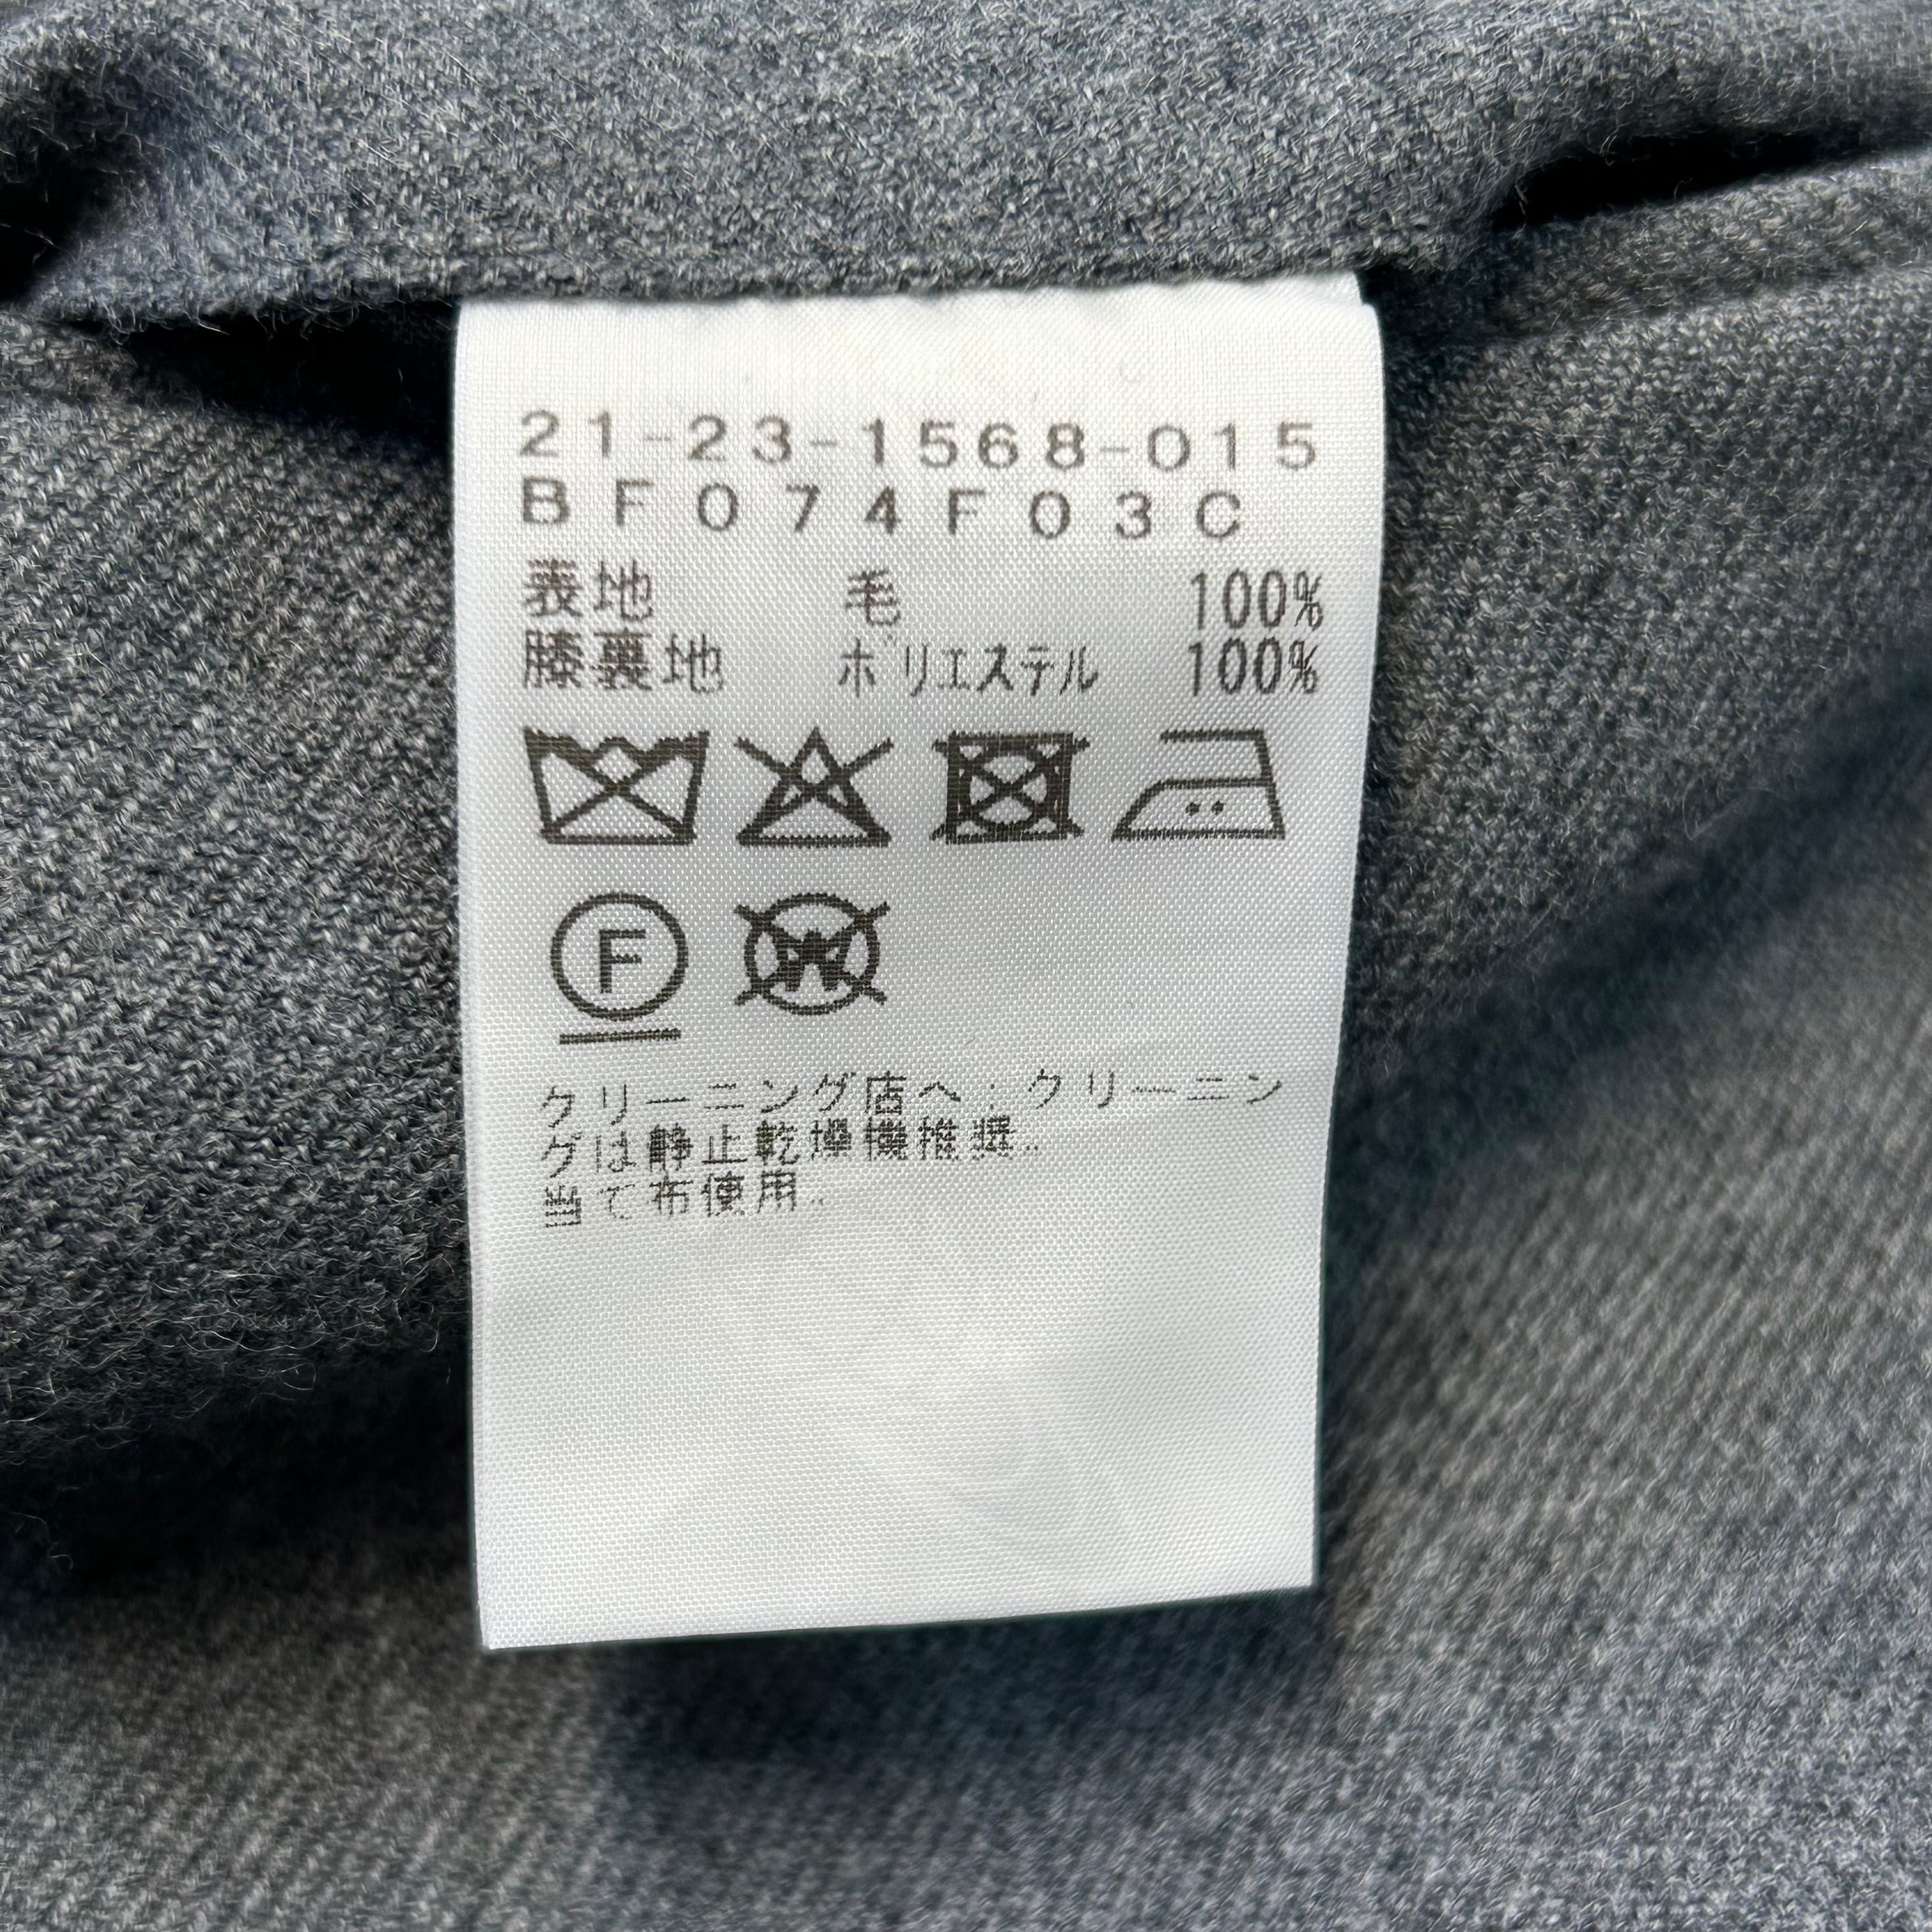 21-23-1568-015
BF074F03C
表地 毛 100%
膝裏地 ポリエステル 100%
F
W
クリーニング店へ・クリーニン
グは静止乾燥機推奨。
当て布使用。